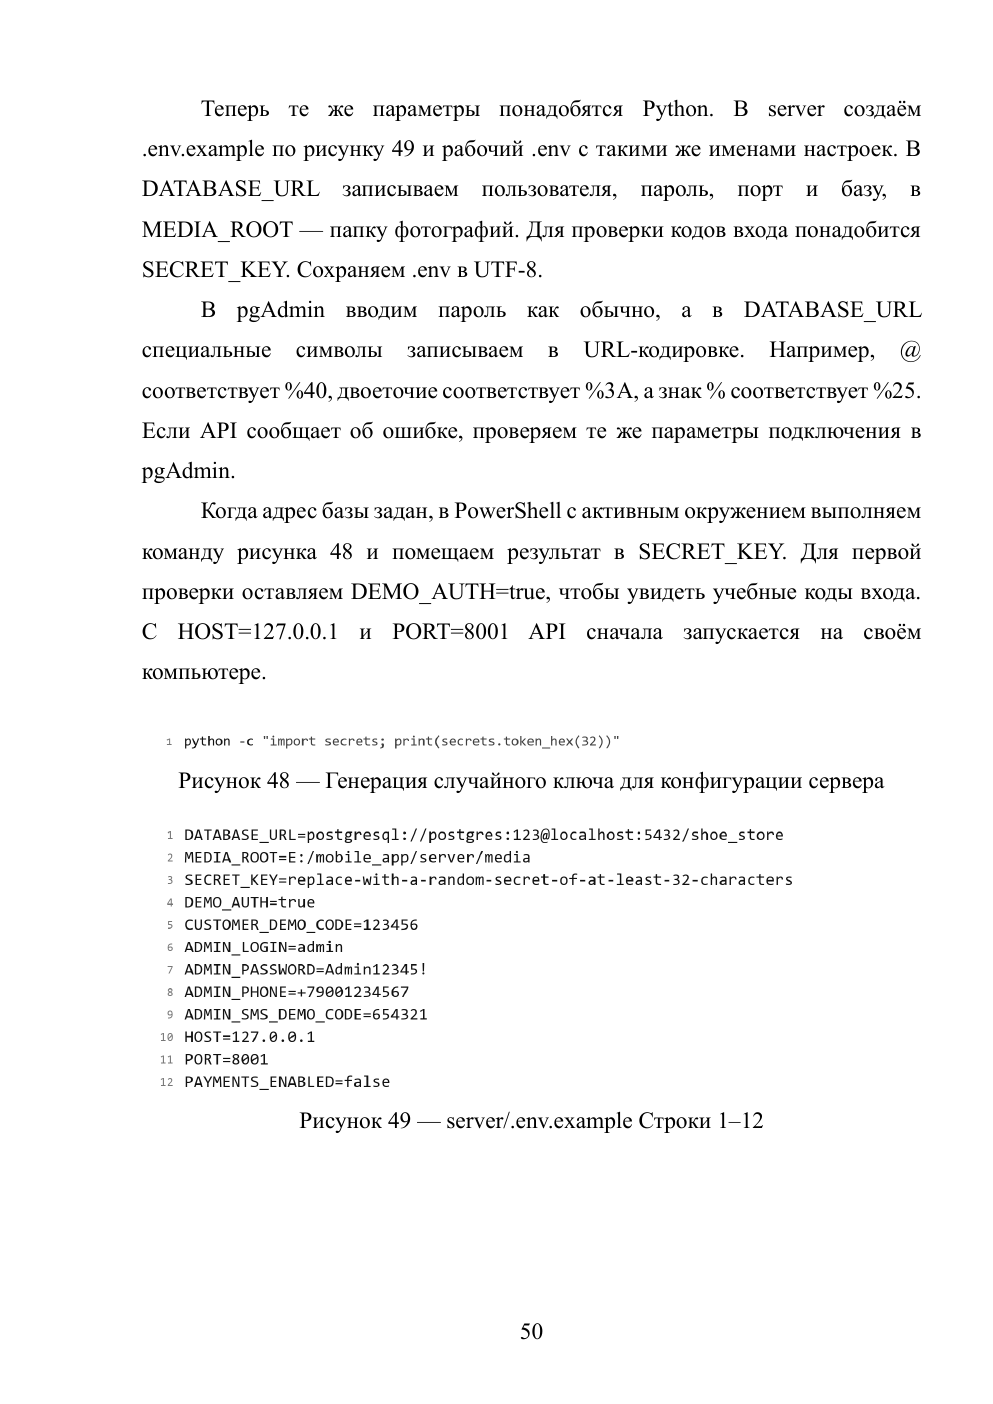 Теперь те же параметры понадобятся Python. В server создаём
.env.example по рисунку 49 и рабочий .env с такими же именами настроек. В
DATABASE_URL записываем пользователя, пароль, порт и базу, в
MEDIA_ROOT — папку фотографий. Для проверки кодов входа понадобится
SECRET_KEY. Сохраняем .env в UTF-8.
В pgAdmin вводим пароль как обычно, а в DATABASE_URL
специальные символы записываем в URL-кодировке. Например, @
соответствует %40, двоеточие соответствует %3A, а знак % соответствует %25.
Если API сообщает об ошибке, проверяем те же параметры подключения в
pgAdmin.
Когда адрес базы задан, в PowerShell с активным окружением выполняем
команду рисунка 48 и помещаем результат в SECRET_KEY. Для первой
проверки оставляем DEMO_AUTH=true, чтобы увидеть учебные коды входа.
С HOST=127.0.0.1 и PORT=8001 API сначала запускается на своём
компьютере.
1 python -c "import secrets; print(secrets.token_hex(32))"
Рисунок 48 — Генерация случайного ключа для конфигурации сервера
1 DATABASE_URL=postgresql://postgres:123@localhost:5432/shoe_store
2 MEDIA_ROOT=E:/mobile_app/server/media
3 SECRET_KEY=replace-with-a-random-secret-of-at-least-32-characters
4 DEMO_AUTH=true
5 CUSTOMER_DEMO_CODE=123456
6 ADMIN_LOGIN=admin
7 ADMIN_PASSWORD=Admin12345!
8 ADMIN_PHONE=+79001234567
9 ADMIN_SMS_DEMO_CODE=654321
10 HOST=127.0.0.1
11 PORT=8001
12 PAYMENTS_ENABLED=false
Рисунок 49 — server/.env.example Строки 1–12
50